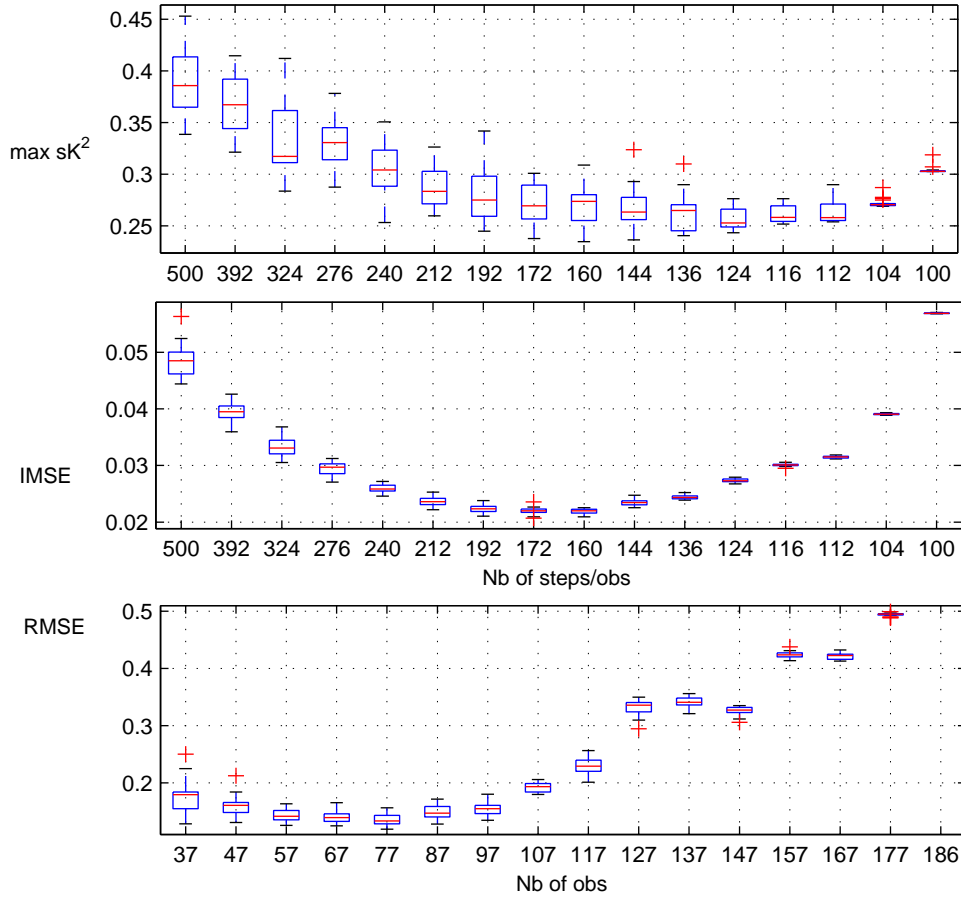 0.45
0.4
0.35
max sK²
0.3
0.25
500 392 324 276 240 212 192 172 160 144 136 124 116 112 104 100
0.05
0.04
0.03
IMSE
0.02
500 392 324 276 240 212 192 172 160 144 136 124 116 112 104 100
Nb of steps/obs
0.5
RMSE
0.4
0.3
0.2
37 47 57 67 77 87 97 107 117 127 137 147 157 167 177 186
Nb of obs